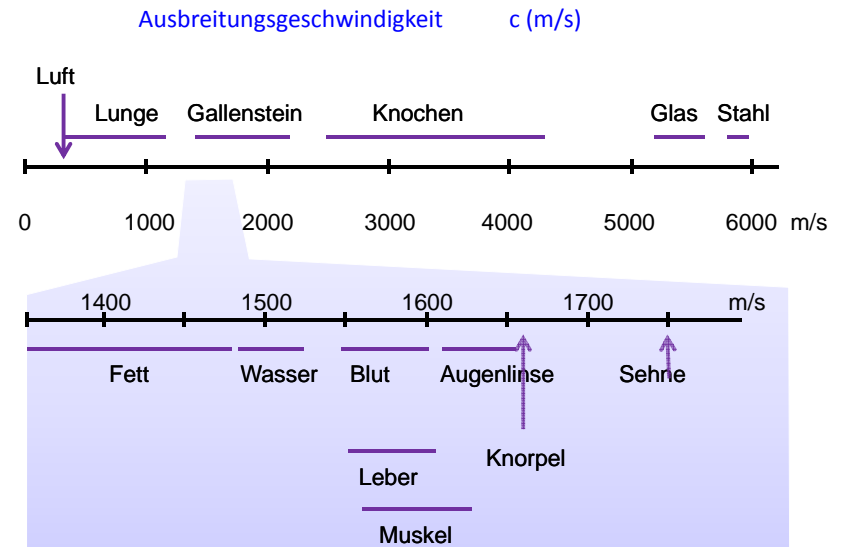 Ausbreitungsgeschwindigkeit c (m/s)
Luft
Lunge Gallenstein Knochen Glas Stahl
0 1000 2000 3000 4000 5000 6000 m/s
1400 1500 1600 1700 m/s
Fett Wasser Blut Augenlinse Sehne
Knorpel
Leber
Muskel